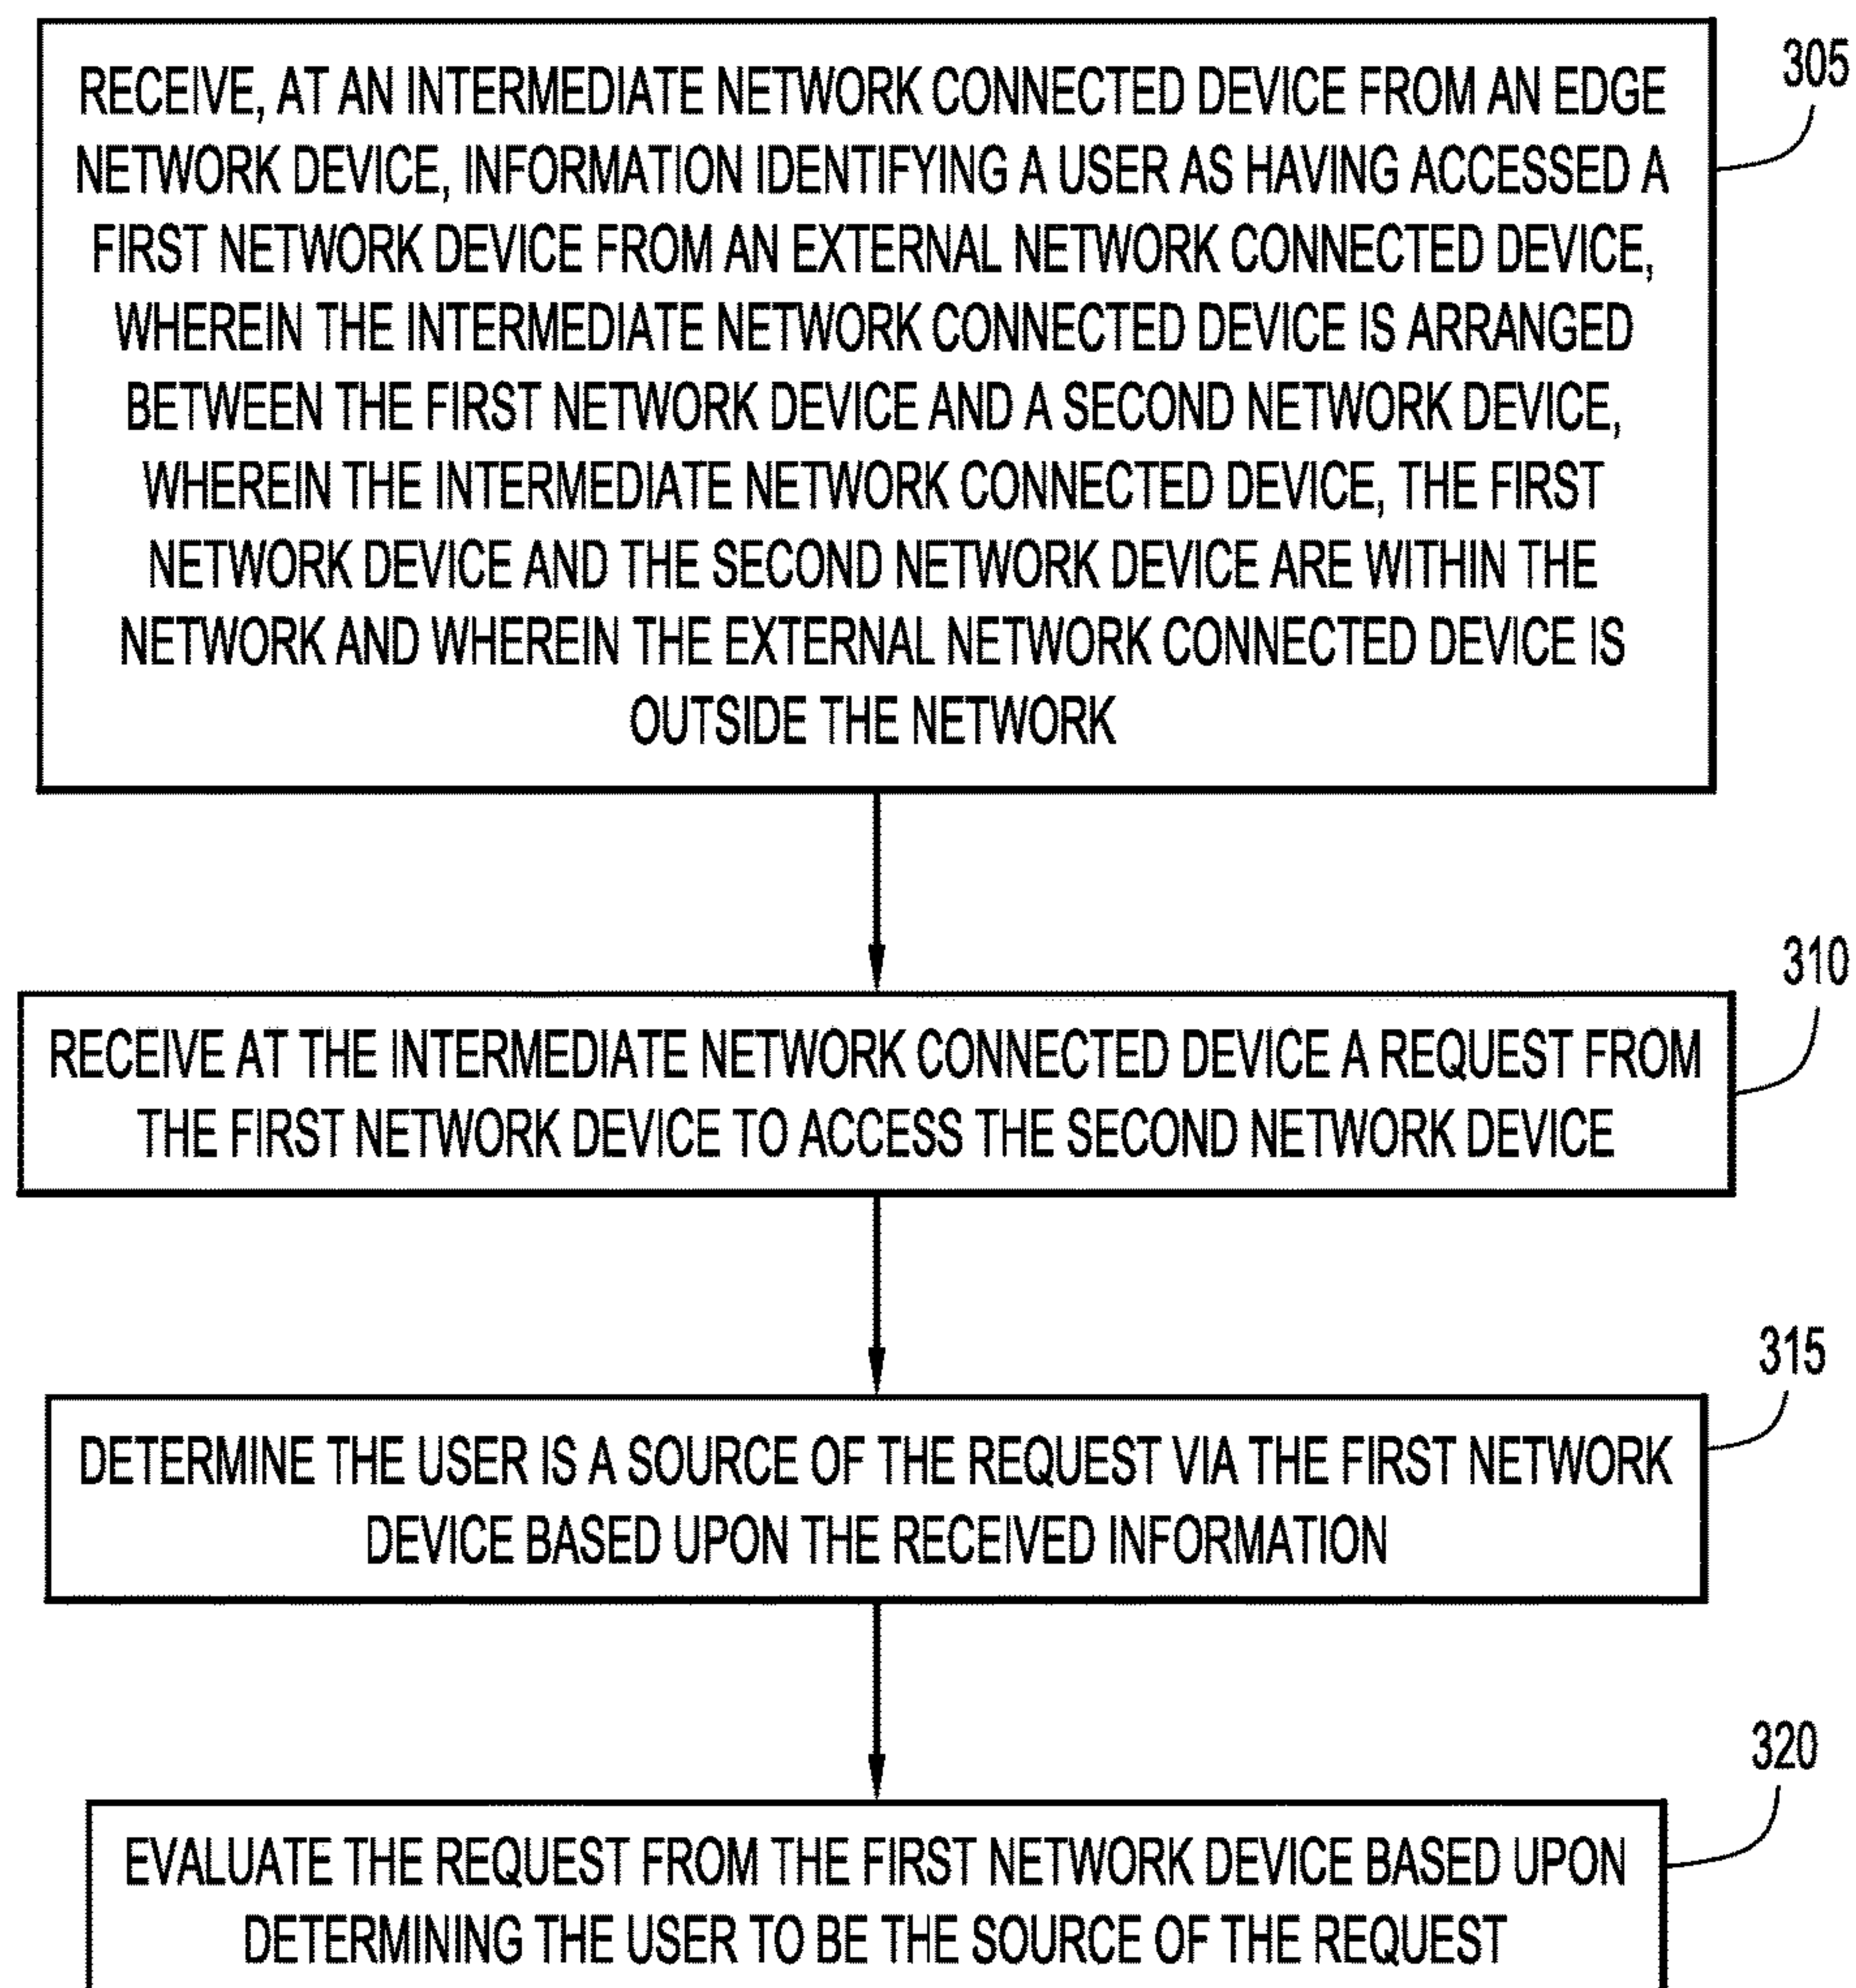 305
RECEIVE, AT AN INTERMEDIATE NETWORK CONNECTED DEVICE FROM AN EDGE
NETWORK DEVICE, INFORMATION IDENTIFYING A USER AS HAVING ACCESSED A
FIRST NETWORK DEVICE FROM AN EXTERNAL NETWORK CONNECTED DEVICE,
WHEREIN THE INTERMEDIATE NETWORK CONNECTED DEVICE IS ARRANGED
BETWEEN THE FIRST NETWORK DEVICE AND A SECOND NETWORK DEVICE,
WHEREIN THE INTERMEDIATE NETWORK CONNECTED DEVICE, THE FIRST
NETWORK DEVICE AND THE SECOND NETWORK DEVICE ARE WITHIN THE
NETWORK AND WHEREIN THE EXTERNAL NETWORK CONNECTED DEVICE IS
OUTSIDE THE NETWORK
310
RECEIVE AT THE INTERMEDIATE NETWORK CONNECTED DEVICE A REQUEST FROM
THE FIRST NETWORK DEVICE TO ACCESS THE SECOND NETWORK DEVICE
315
DETERMINE THE USER IS A SOURCE OF THE REQUEST VIA THE FIRST NETWORK
DEVICE BASED UPON THE RECEIVED INFORMATION
320
EVALUATE THE REQUEST FROM THE FIRST NETWORK DEVICE BASED UPON
DETERMINING THE USER TO BE THE SOURCE OF THE REQUEST